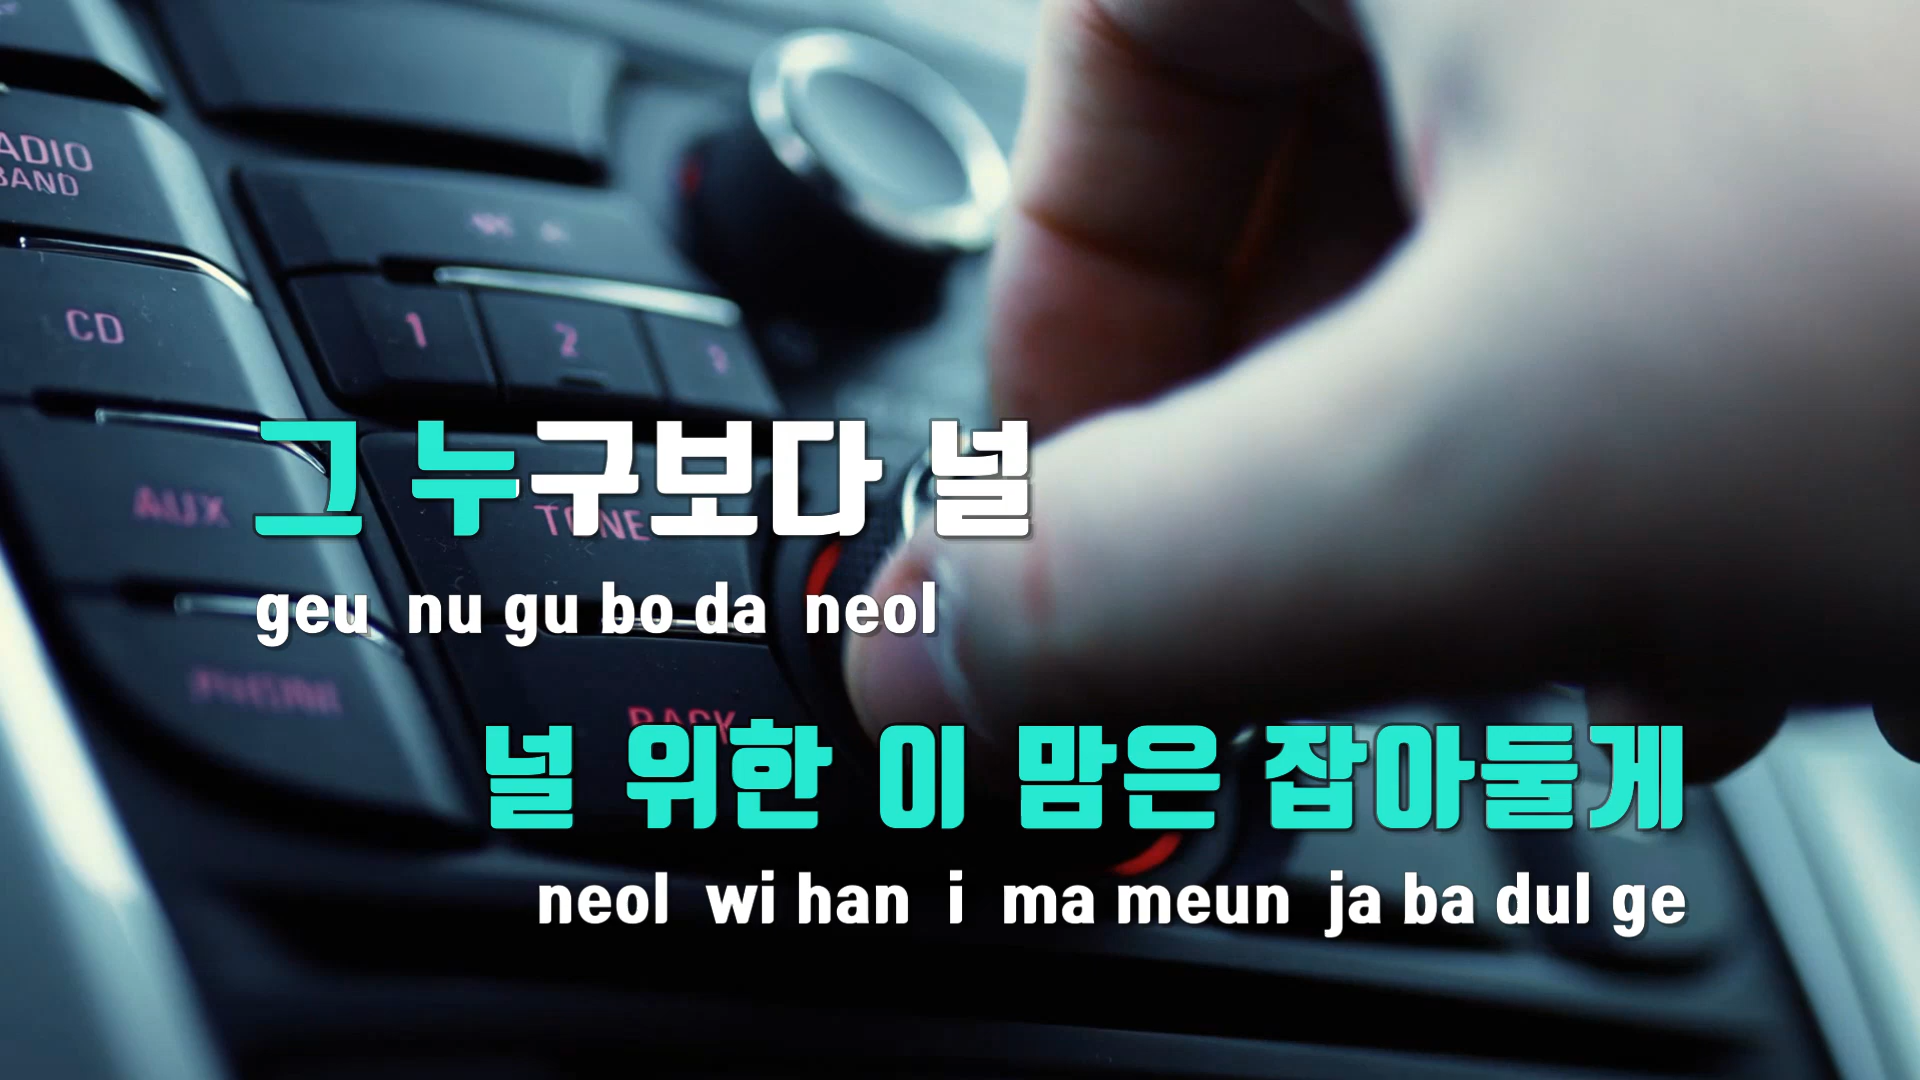 ADIO
BAND
CD
1
2
AUX
TONE
BACK
그 누구보다 널
geu nu gu bo da neol
널 위한 이 맘은 잡아둘게
neol wi han i ma meun ja ba dul ge